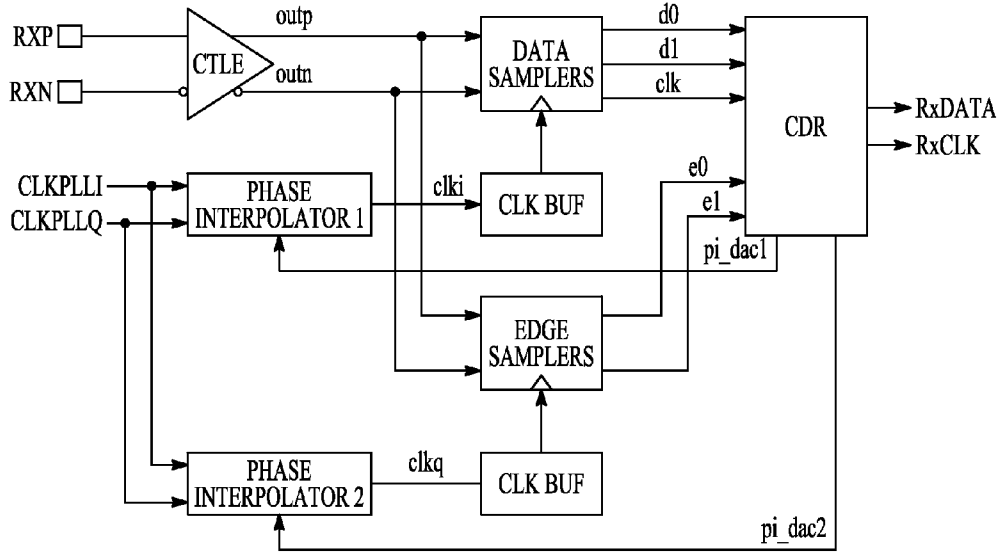 RXP
RXN
CTLE
outp
outn
DATA
SAMPLERS
d0
d1
clk
CDR
RxDATA
RxCLK
CLKPLLI
CLKPLLQ
PHASE
INTERPOLATOR 1
clki
CLK BUF
e0
e1
pi_dac1
EDGE
SAMPLERS
PHASE
INTERPOLATOR 2
clkq
CLK BUF
pi_dac2